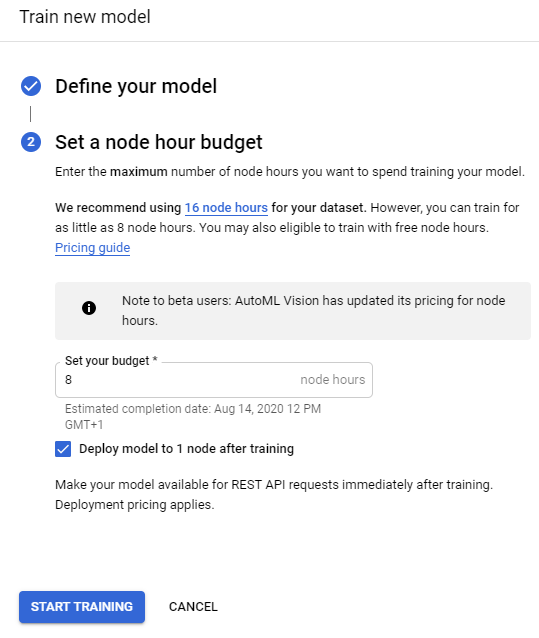 Train new model
Define your model
2 Set a node hour budget
Enter the maximum number of node hours you want to spend training your model.
We recommend using 16 node hours for your dataset. However, you can train for
as little as 8 node hours. You may also eligible to train with free node hours.
Pricing guide
Note to beta users: AutoML Vision has updated its pricing for node
hours.
Set your budget *
8 node hours
Estimated completion date: Aug 14, 2020 12 PM
GMT+1
Deploy model to 1 node after training
Make your model available for REST API requests immediately after training.
Deployment pricing applies.
START TRAINING CANCEL